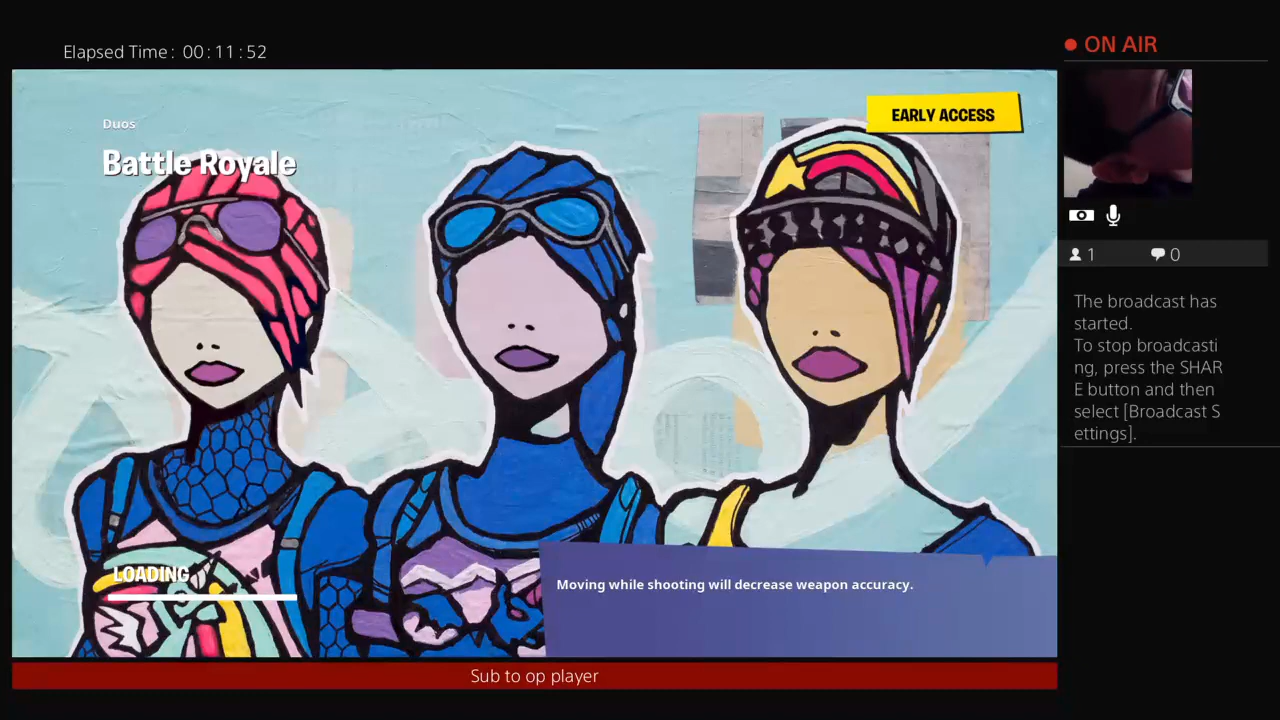 Elapsed Time: 00:11:52
ON AIR
EARLY ACCESS
Duos
Battle Royale
1
0
The broadcast has
started.
To stop broadcasti
ng, press the SHAR
E button and then
select [Broadcast S
ettings].
LOADING
Moving while shooting will decrease weapon accuracy.
Sub to op player